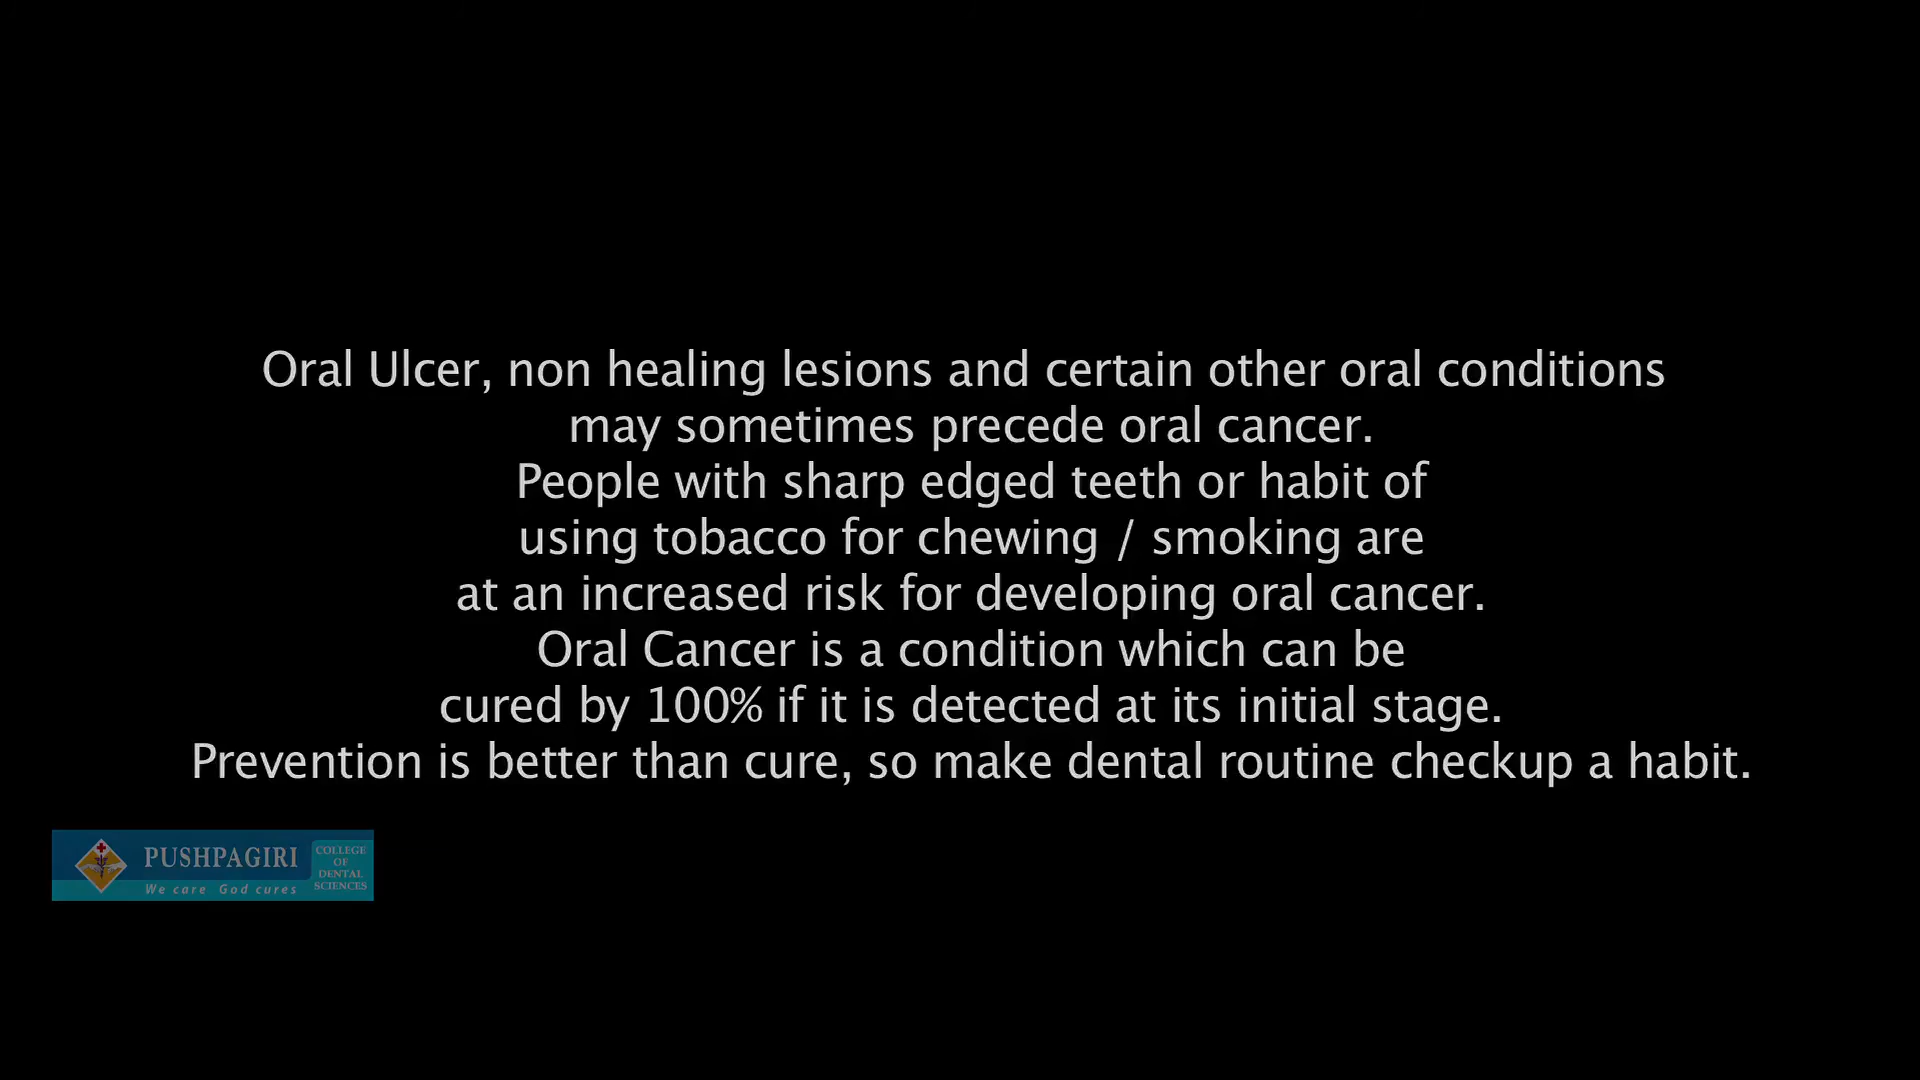 Oral Ulcer, non healing lesions and certain other oral conditions
may sometimes precede oral cancer.
People with sharp edged teeth or habit of
using tobacco for chewing / smoking are
at an increased risk for developing oral cancer.
Oral Cancer is a condition which can be
cured by 100% if it is detected at its initial stage.
Prevention is better than cure, so make dental routine checkup a habit.
PUSHPAGIRI
We care God cures
COLLEGE
OF
DENTAL
SCIENCES